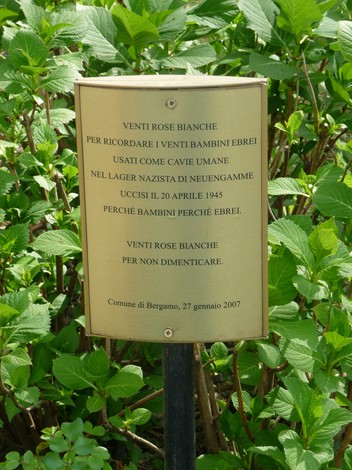 VENTI ROSE BIANCHE
PER RICORDARE I VENTI BAMBINI EBREI
USATI COME CAVIE UMANE
NEL LAGER NAZISTA DI NEUENGAMME
UCCISI IL 20 APRILE 1945
PERCHÉ BAMBINI PERCHÉ EBREI.
VENTI ROSE BIANCHE
PER NON DIMENTICARE.
Comune di Bergamo, 27 gennaio 2007